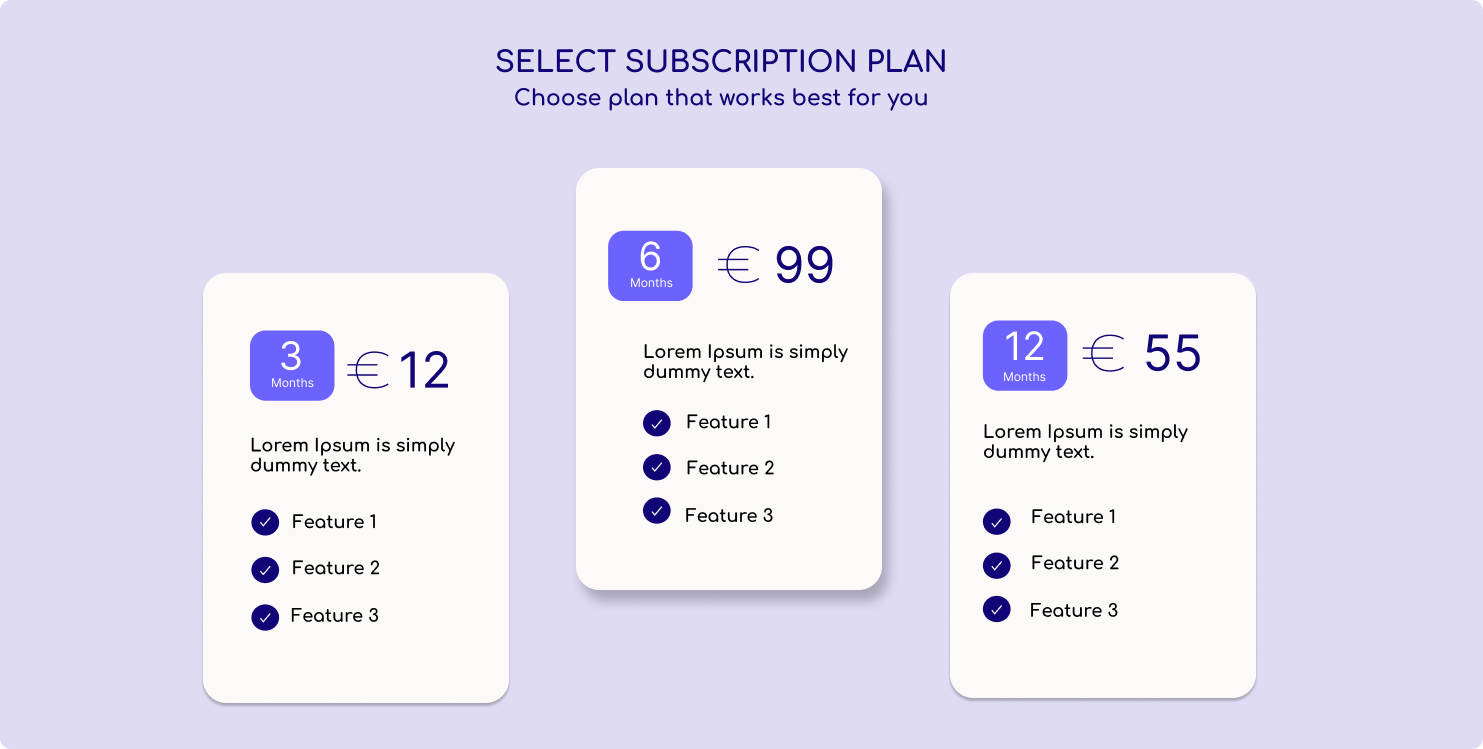 SELECT SUBSCRIPTION PLAN
Choose plan that works best for you
3
Months
€ 12
Lorem Ipsum is simply
dummy text.
Feature 1
Feature 2
Feature 3
6
Months
€ 99
Lorem Ipsum is simply
dummy text.
Feature 1
Feature 2
Feature 3
12
Months
€ 55
Lorem Ipsum is simply
dummy text.
Feature 1
Feature 2
Feature 3